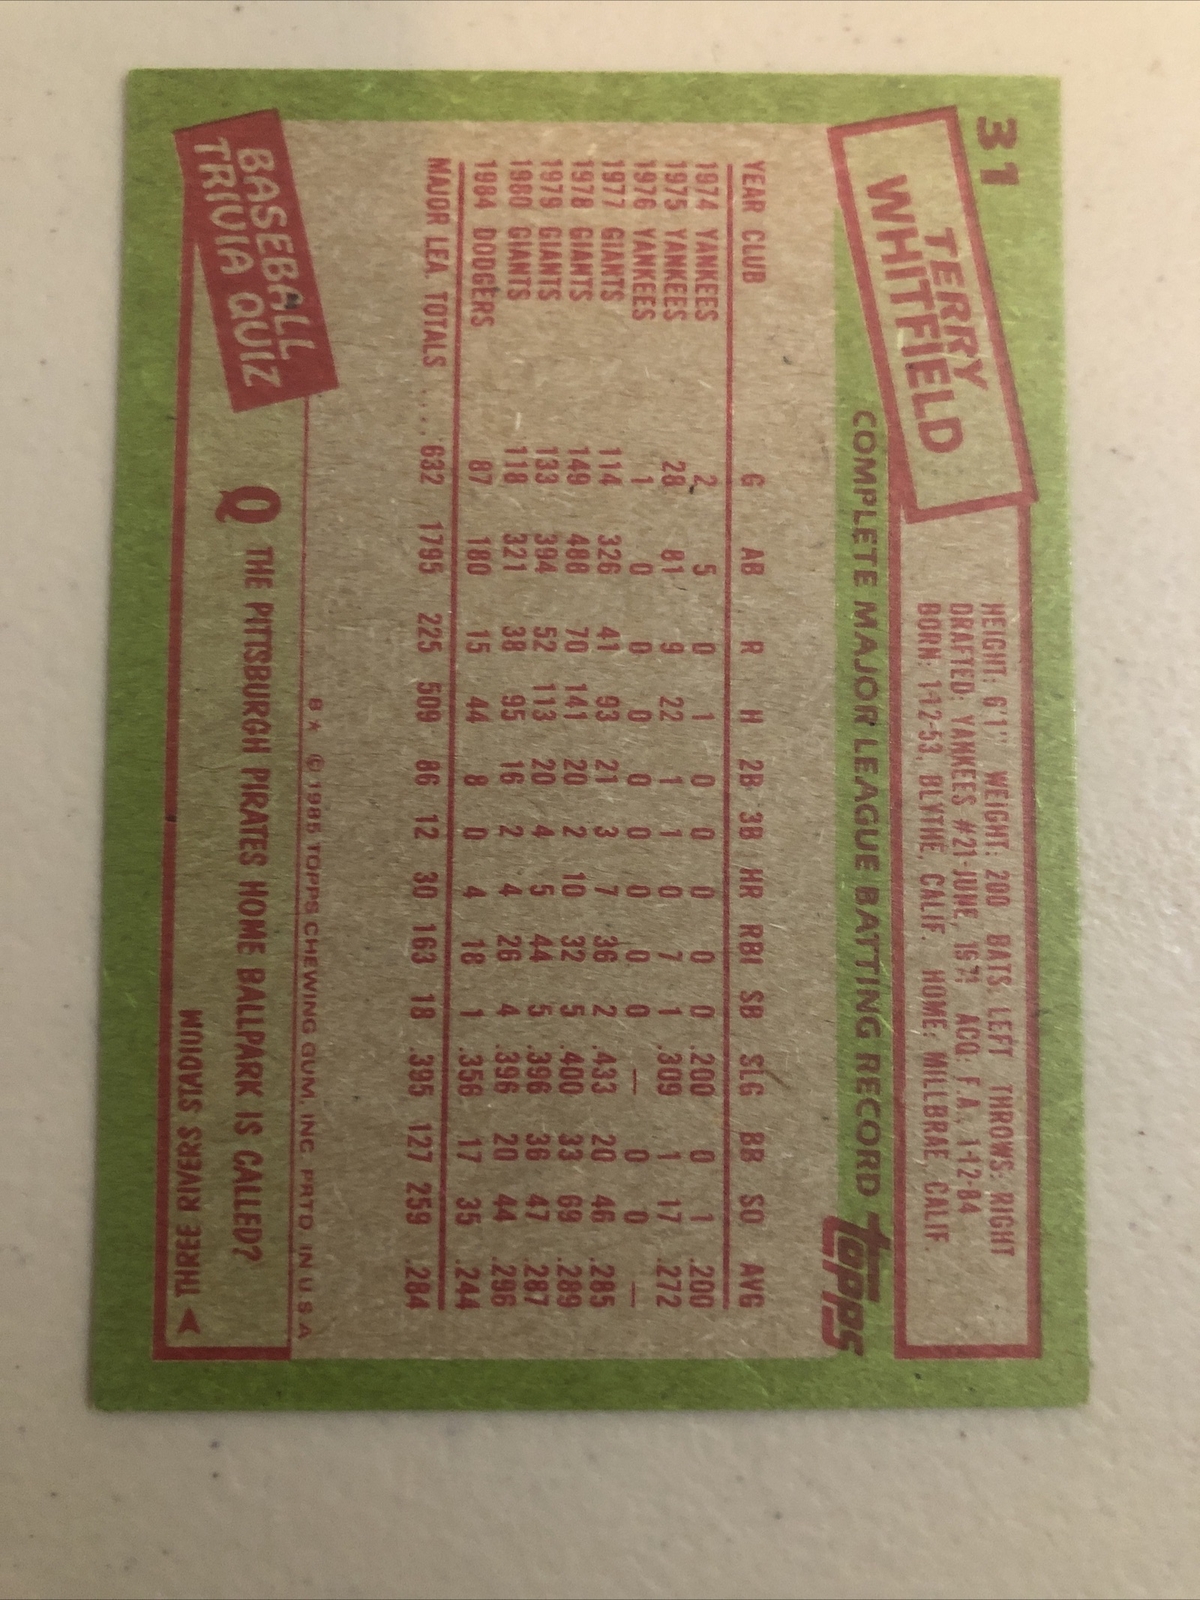 31
TERRY
WHITFIELD
HEIGHT: 6'1" WEIGHT: 200 BATS: LEFT THROWS: RIGHT
DRAFTED: YANKEES #21-JUNE, 1971 ACQ: F.A., 1-12-84
BORN: 1-12-53, BLYTHE, CALIF. HOME: MILLBRAE, CALIF.
COMPLETE MAJOR LEAGUE BATTING RECORD topps
YEAR CLUB G AB R H 2B 3B HR RBI SB SLG BB SO AVG
1974 YANKEES 2 5 0 1 0 0 0 0 0 .200 0 1 .200
1975 YANKEES 28 81 9 22 1 1 0 7 1 .309 1 17 .272
1976 YANKEES 1 0 0 0 0 0 0 0 0 — 0 0 —
1977 GIANTS 114 326 41 93 21 3 7 36 2 .433 20 46 .285
1978 GIANTS 149 488 70 141 20 2 10 32 5 .400 33 69 .289
1979 GIANTS 133 394 52 113 20 4 5 44 5 .396 36 47 .287
1980 GIANTS 118 321 38 95 16 2 4 26 4 .396 20 44 .296
1984 DODGERS 87 180 15 44 8 0 4 18 1 .356 17 35 .244
MAJOR LEA. TOTALS .... 632 1795 225 509 86 12 30 163 18 .395 127 259 .284
B* © 1985 TOPPS CHEWING GUM, INC. PRTD. IN U.S.A.
BASEBALL
TRIVIA QUIZ
Q THE PITTSBURGH PIRATES HOME BALLPARK IS CALLED?
THREE RIVERS STADIUM